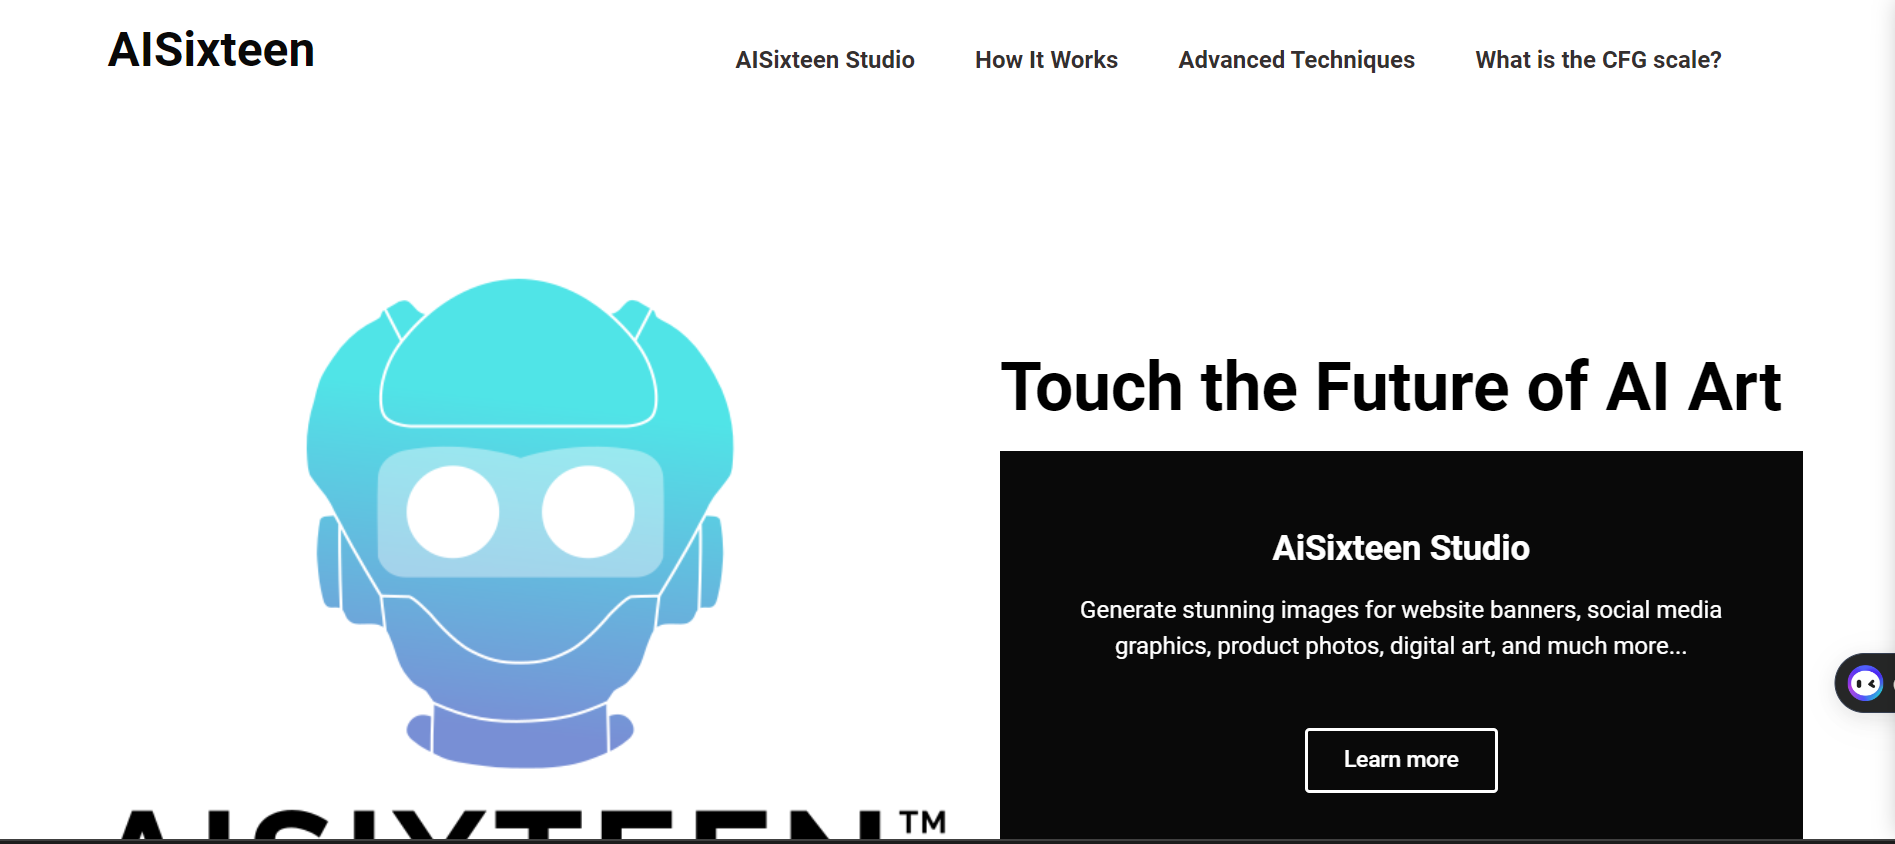 AISixteen
AISixteen Studio
How It Works
Advanced Techniques
What is the CFG scale?
Touch the Future of AI Art
AiSixteen Studio
Generate stunning images for website banners, social media
graphics, product photos, digital art, and much more...
Learn more
AISIXTEEN™